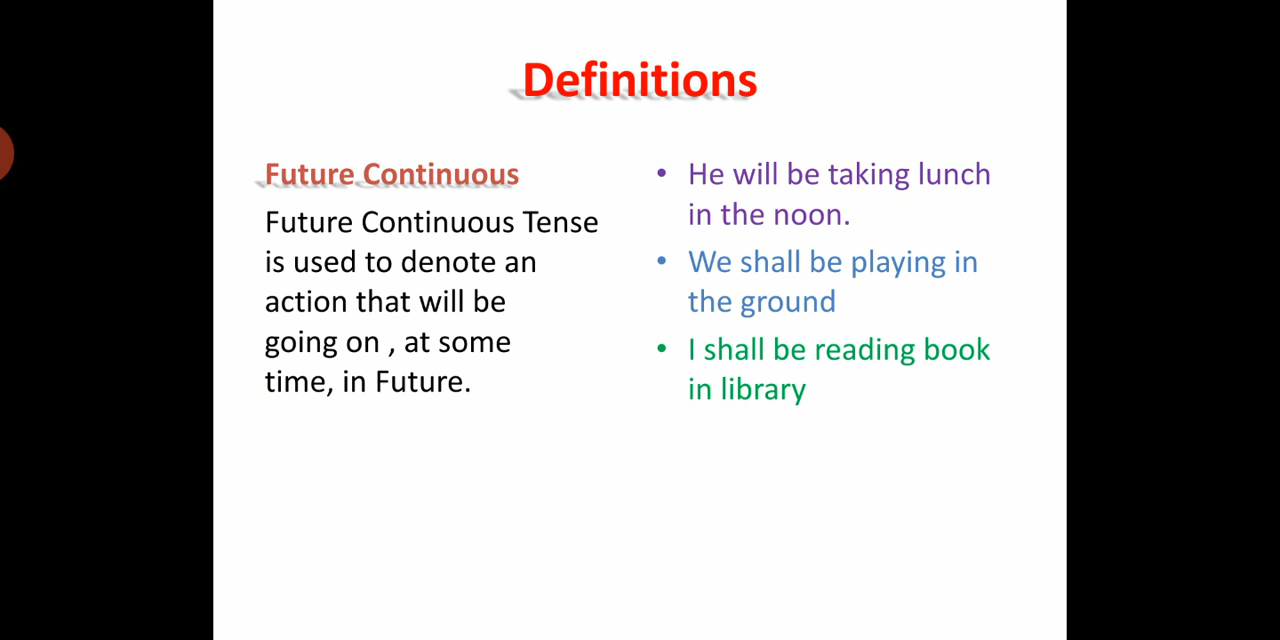 Definitions
Future Continuous
Future Continuous Tense
is used to denote an
action that will be
going on , at some
time, in Future.
• He will be taking lunch
in the noon.
• We shall be playing in
the ground
• I shall be reading book
in library